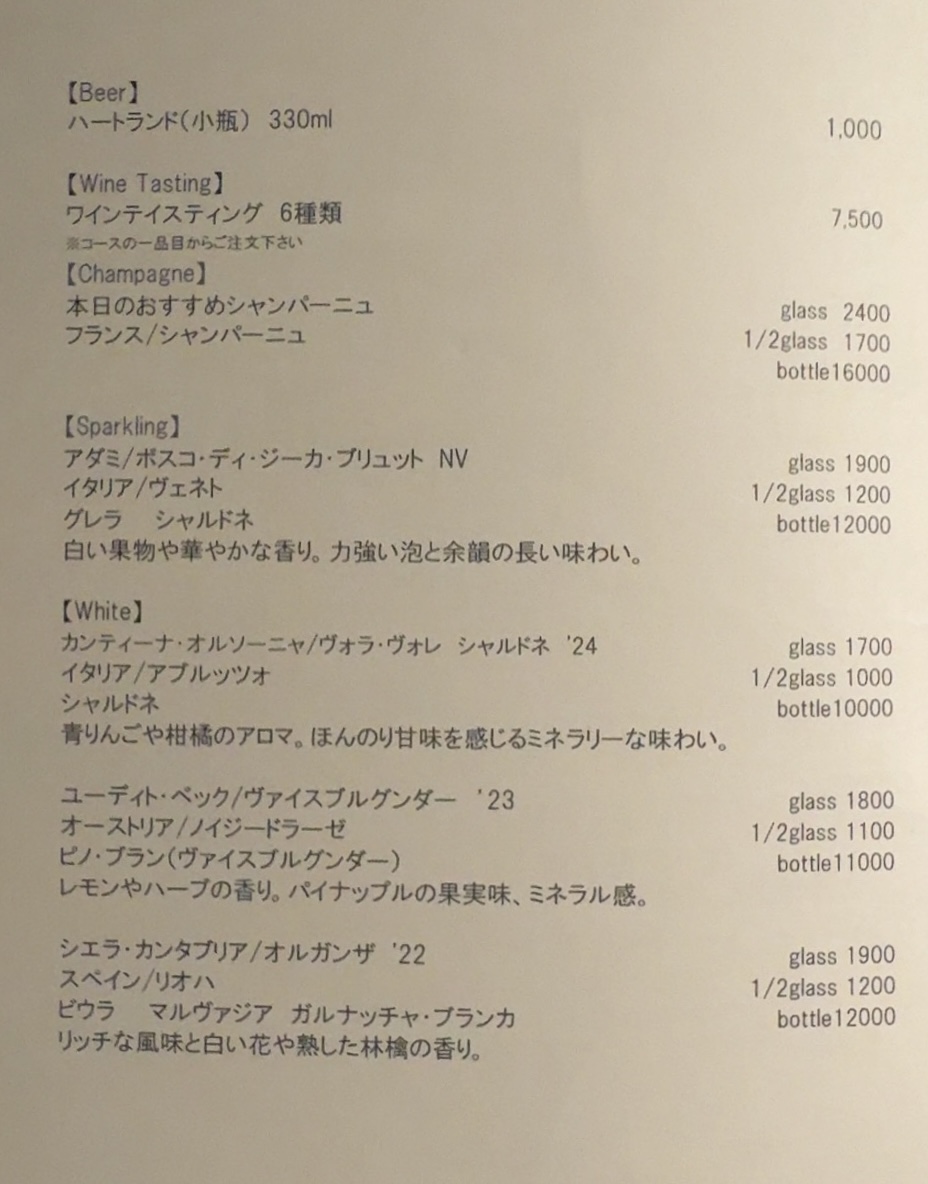 【Beer】
ハートランド(小瓶) 330ml 1,000
【Wine Tasting】
ワインテイスティング 6種類 7,500
※コースの一品目からご注文下さい
【Champagne】
本日のおすすめシャンパーニュ glass 2400
フランス/シャンパーニュ 1/2glass 1700
bottle16000
【Sparkling】
アダミ/ボスコ・ディ・ジーカ・ブリュット NV glass 1900
イタリア/ヴェネト 1/2glass 1200
グレラ シャルドネ bottle12000
白い果物や華やかな香り。力強い泡と余韻の長い味わい。
【White】
カンティーナ・オルソーニャ/ヴォラ・ヴォレ シャルドネ '24 glass 1700
イタリア/アブルッツォ 1/2glass 1000
シャルドネ bottle10000
青りんごや柑橘のアロマ。ほんのり甘味を感じるミネラリーな味わい。
ユーディト・ベック/ヴァイスブルグンダー '23 glass 1800
オーストリア/ノイジードラーゼ 1/2glass 1100
ピノ・ブラン(ヴァイスブルグンダー) bottle11000
レモンやハーブの香り。パイナップルの果実味、ミネラル感。
シエラ・カンタブリア/オルガンザ '22 glass 1900
スペイン/リオハ 1/2glass 1200
ビウラ マルヴァジア ガルナッチャ・ブランカ bottle12000
リッチな風味と白い花や熟した林檎の香り。